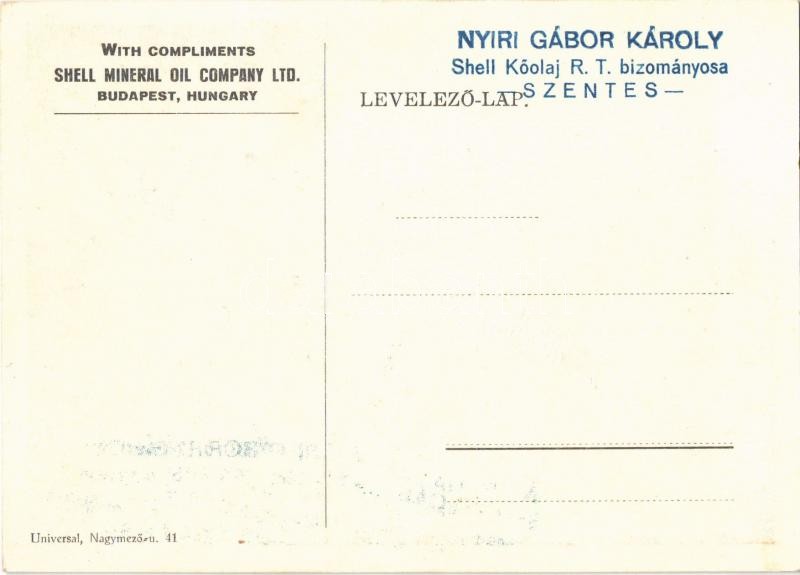 WITH COMPLIMENTS
SHELL MINERAL OIL COMPANY LTD.
BUDAPEST, HUNGARY
NYIRI GÁBOR KÁROLY
Shell Kőolaj R. T. bizományosa
—SZENTES—
LEVELEZŐ-LAP.
Universal, Nagymező-u. 41